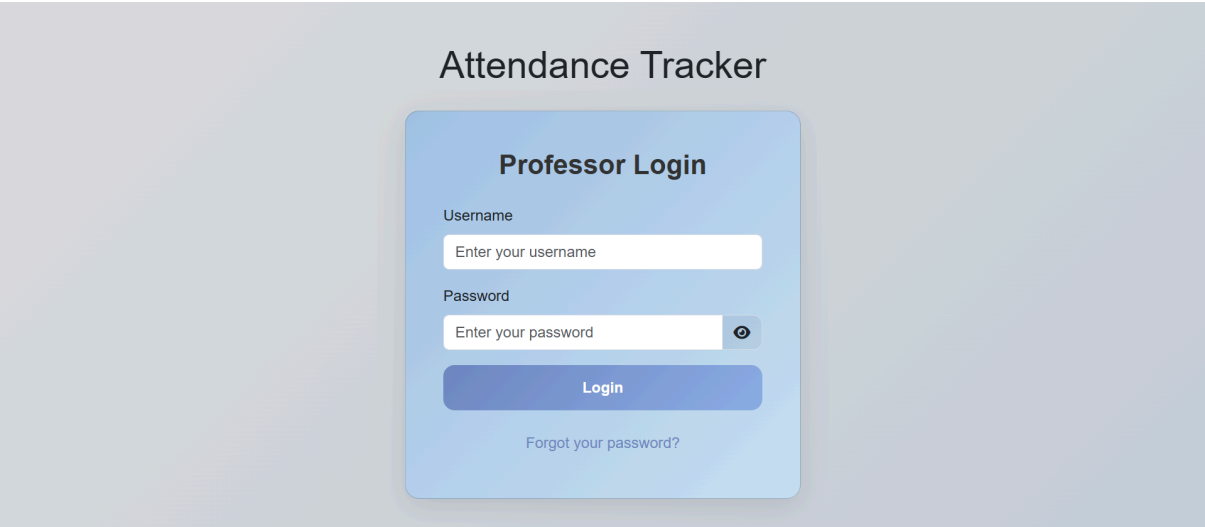 Attendance Tracker
Professor Login
Username
Enter your username
Password
Enter your password
Login
Forgot your password?